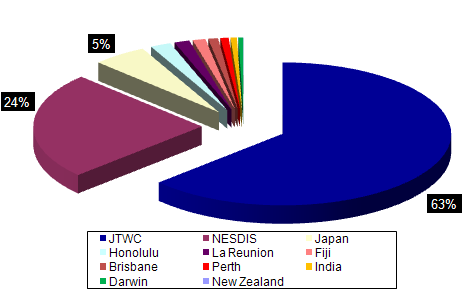 5%
24%
63%
JTWC NESDIS Japan
Honolulu La Reunion Fiji
Brisbane Perth India
Darwin New Zealand